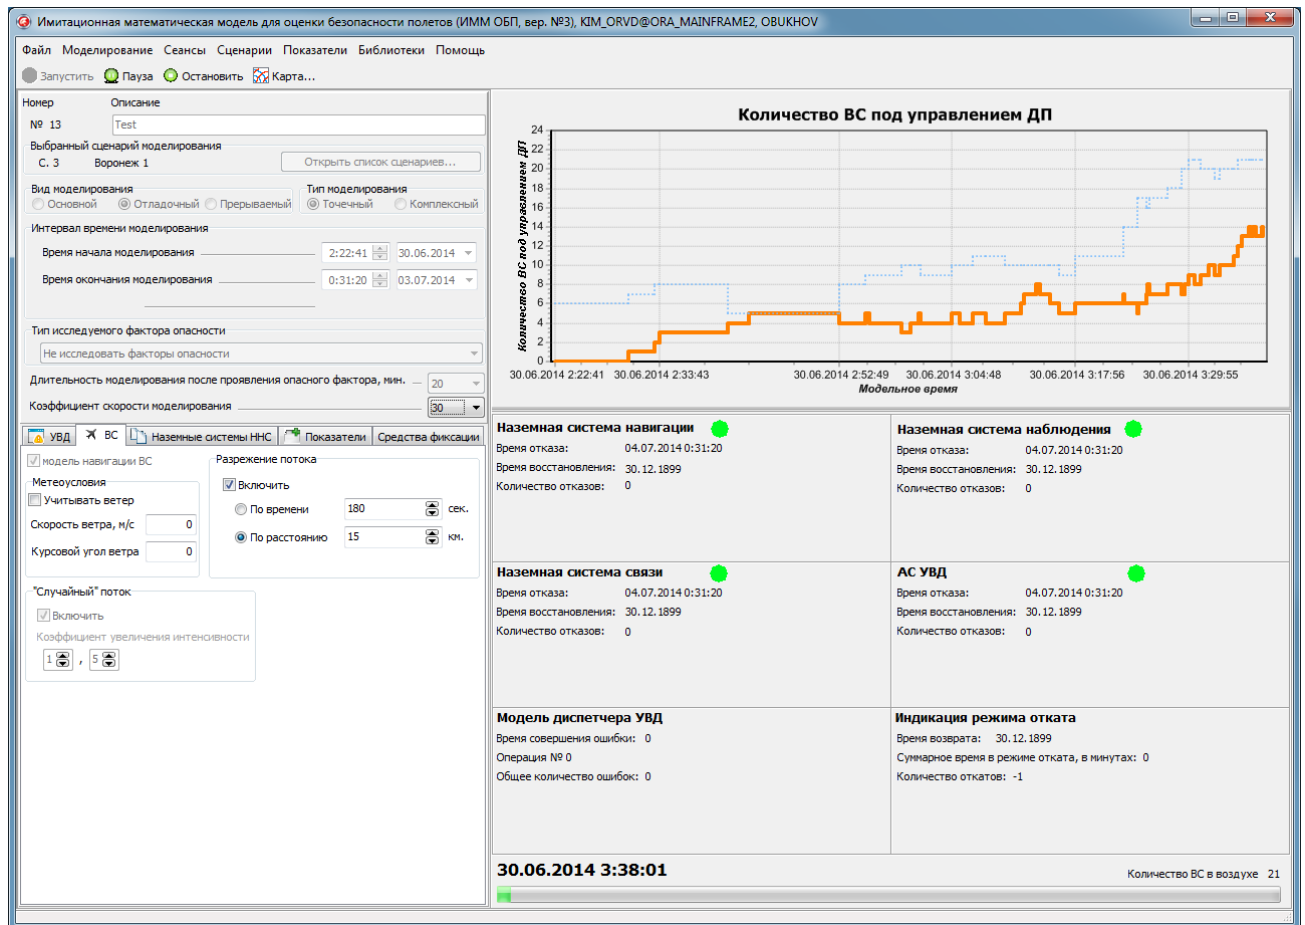 Имитационная математическая модель для оценки безопасности полетов (ИММ ОБП, вер. №3), KIM_ORVD@ORA_MAINFRAME2, OBUKHOV
Файл Моделирование Сеансы Сценарии Показатели Библиотеки Помощь
Запустить Пауза Остановить Карта...
Номер Описание
№ 13 Test
Выбранный сценарий моделирования
С. 3 Воронеж 1 Открыть список сценариев...
Вид моделирования Тип моделирования
Основной Отладочный Прерываемый Точечный Комплексный
Интервал времени моделирования
Время начала моделирования 2:22:41 30.06.2014
Время окончания моделирования 0:31:20 03.07.2014
Тип исследуемого фактора опасности
Не исследовать факторы опасности
Длительность моделирования после проявления опасного фактора, мин. 20
Коэффициент скорости моделирования 30
УВД ВС Наземные системы ННС Показатели Средства фиксации
модель навигации ВС
Метеоусловия
Учитывать ветер
Скорость ветра, м/с 0
Курсовой угол ветра 0
Разрежение потока
Включить
По времени 180 сек.
По расстоянию 15 км.
"Случайный" поток
Включить
Коэффициент увеличения интенсивности
1 , 5
Количество ВС под управлением ДП
Количество ВС под управлением ДП
24
22
20
18
16
14
12
10
8
6
4
2
0
30.06.2014 2:22:41 30.06.2014 2:33:43 30.06.2014 2:52:49 30.06.2014 3:04:48 30.06.2014 3:17:56 30.06.2014 3:29:55
Модельное время
Наземная система навигации
Время отказа: 04.07.2014 0:31:20
Время восстановления: 30.12.1899
Количество отказов: 0
Наземная система наблюдения
Время отказа: 04.07.2014 0:31:20
Время восстановления: 30.12.1899
Количество отказов: 0
Наземная система связи
Время отказа: 04.07.2014 0:31:20
Время восстановления: 30.12.1899
Количество отказов: 0
АС УВД
Время отказа: 04.07.2014 0:31:20
Время восстановления: 30.12.1899
Количество отказов: 0
Модель диспетчера УВД
Время совершения ошибки: 0
Операция № 0
Общее количество ошибок: 0
Индикация режима отката
Время возврата: 30.12.1899
Суммарное время в режиме отката, в минутах: 0
Количество откатов: -1
30.06.2014 3:38:01
Количество ВС в воздухе 21